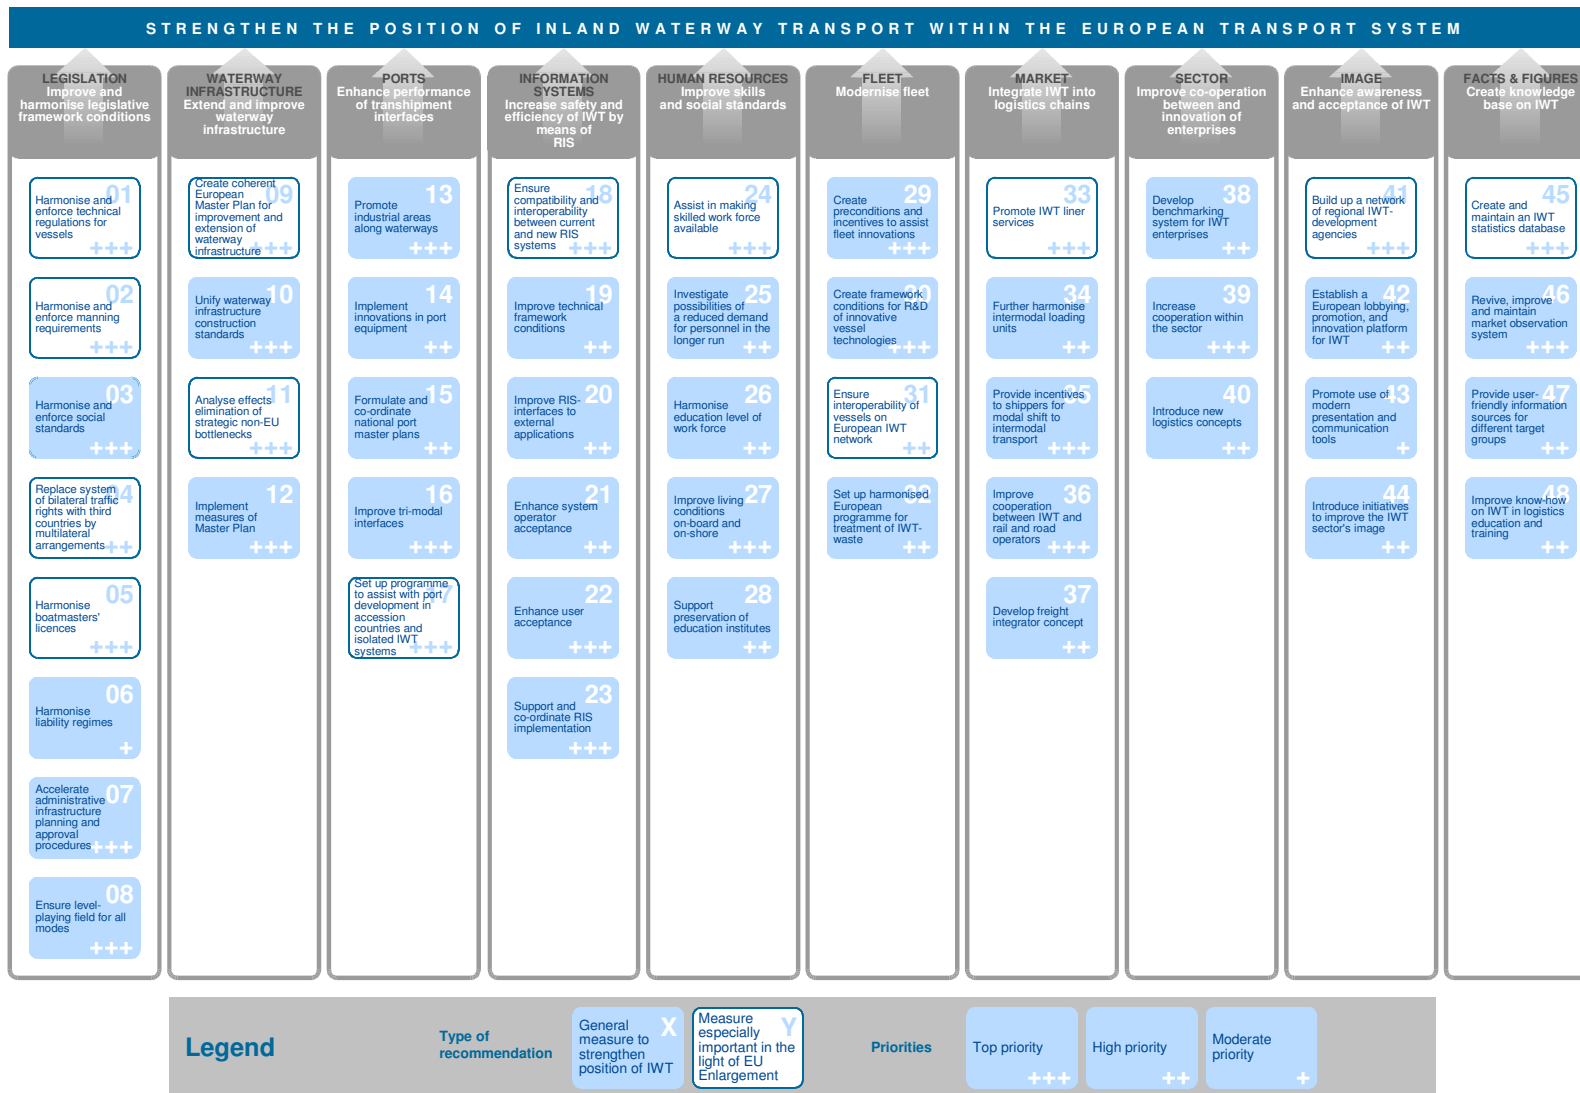 STRENGTHEN THE POSITION OF INLAND WATERWAY TRANSPORT WITHIN THE EUROPEAN TRANSPORT SYSTEM
LEGISLATION
Improve and
harmonise legislative
framework conditions
01
Harmonise and
enforce technical
regulations for
vessels
+++
02
Harmonise and
enforce manning
requirements
+++
03
Harmonise and
enforce social
standards
+++
04
Replace system
of bilateral traffic
rights with third
countries by
multilateral
arrangements
++
05
Harmonise
boatmasters'
licences
+++
06
Harmonise
liability regimes
+
07
Accelerate
administrative
infrastructure
planning and
approval
procedures
+++
08
Ensure level-
playing field for all
modes
+++
WATERWAY
INFRASTRUCTURE
Extend and improve
waterway
infrastructure
09
Create coherent
European
Master Plan for
improvement and
extension of
waterway
infrastructure
+++
10
Unify waterway
infrastructure
construction
standards
+++
11
Analyse effects
elimination of
strategic non-EU
bottlenecks
+++
12
Implement
measures of
Master Plan
+++
PORTS
Enhance performance
of transhipment
interfaces
13
Promote
industrial areas
along waterways
+++
14
Implement
innovations in port
equipment
++
15
Formulate and
co-ordinate
national port
master plans
++
16
Improve tri-modal
interfaces
+++
17
Set up programme
to assist with port
development in
accession
countries and
isolated IWT
systems
+++
INFORMATION
SYSTEMS
Increase safety and
efficiency of IWT by
means of
RIS
18
Ensure
compatibility and
interoperability
between current
and new RIS
systems
+++
19
Improve technical
framework
conditions
++
20
Improve RIS-
interfaces to
external
applications
++
21
Enhance system
operator
acceptance
++
22
Enhance user
acceptance
+++
23
Support and
co-ordinate RIS
implementation
+++
HUMAN RESOURCES
Improve skills
and social standards
24
Assist in making
skilled work force
available
+++
25
Investigate
possibilities of
a reduced demand
for personnel in the
longer run
++
26
Harmonise
education level of
work force
++
27
Improve living
conditions
on-board and
on-shore
+++
28
Support
preservation of
education institutes
++
FLEET
Modernise fleet
29
Create
preconditions and
incentives to assist
fleet innovations
+++
30
Create framework
conditions for R&D
of innovative
vessel
technologies
+++
31
Ensure
interoperability of
vessels on
European IWT
network
++
32
Set up harmonised
European
programme for
treatment of IWT-
waste
++
MARKET
Integrate IWT into
logistics chains
33
Promote IWT liner
services
+++
34
Further harmonise
intermodal loading
units
++
35
Provide incentives
to shippers for
modal shift to
intermodal
transport
+++
36
Improve
cooperation
between IWT and
rail and road
operators
+++
37
Develop freight
integrator concept
++
SECTOR
Improve co-operation
between and
innovation of
enterprises
38
Develop
benchmarking
system for IWT
enterprises
++
39
Increase
cooperation within
the sector
+++
40
Introduce new
logistics concepts
++
IMAGE
Enhance awareness
and acceptance of IWT
41
Build up a network
of regional IWT-
development
agencies
+++
42
Establish a
European lobbying,
promotion, and
innovation platform
for IWT
++
43
Promote use of
modern
presentation and
communication
tools
+
44
Introduce initiatives
to improve the IWT
sector's image
++
FACTS & FIGURES
Create knowledge
base on IWT
45
Create and
maintain an IWT
statistics database
+++
46
Revive, improve
and maintain
market observation
system
+++
47
Provide user-
friendly information
sources for
different target
groups
++
48
Improve know-how
on IWT in logistics
education and
training
++
Legend
Type of
recommendation
X
General
measure to
strengthen
position of IWT
Y
Measure
especially
important in the
light of EU
Enlargement
Priorities
Top priority
+++
High priority
++
Moderate
priority
+